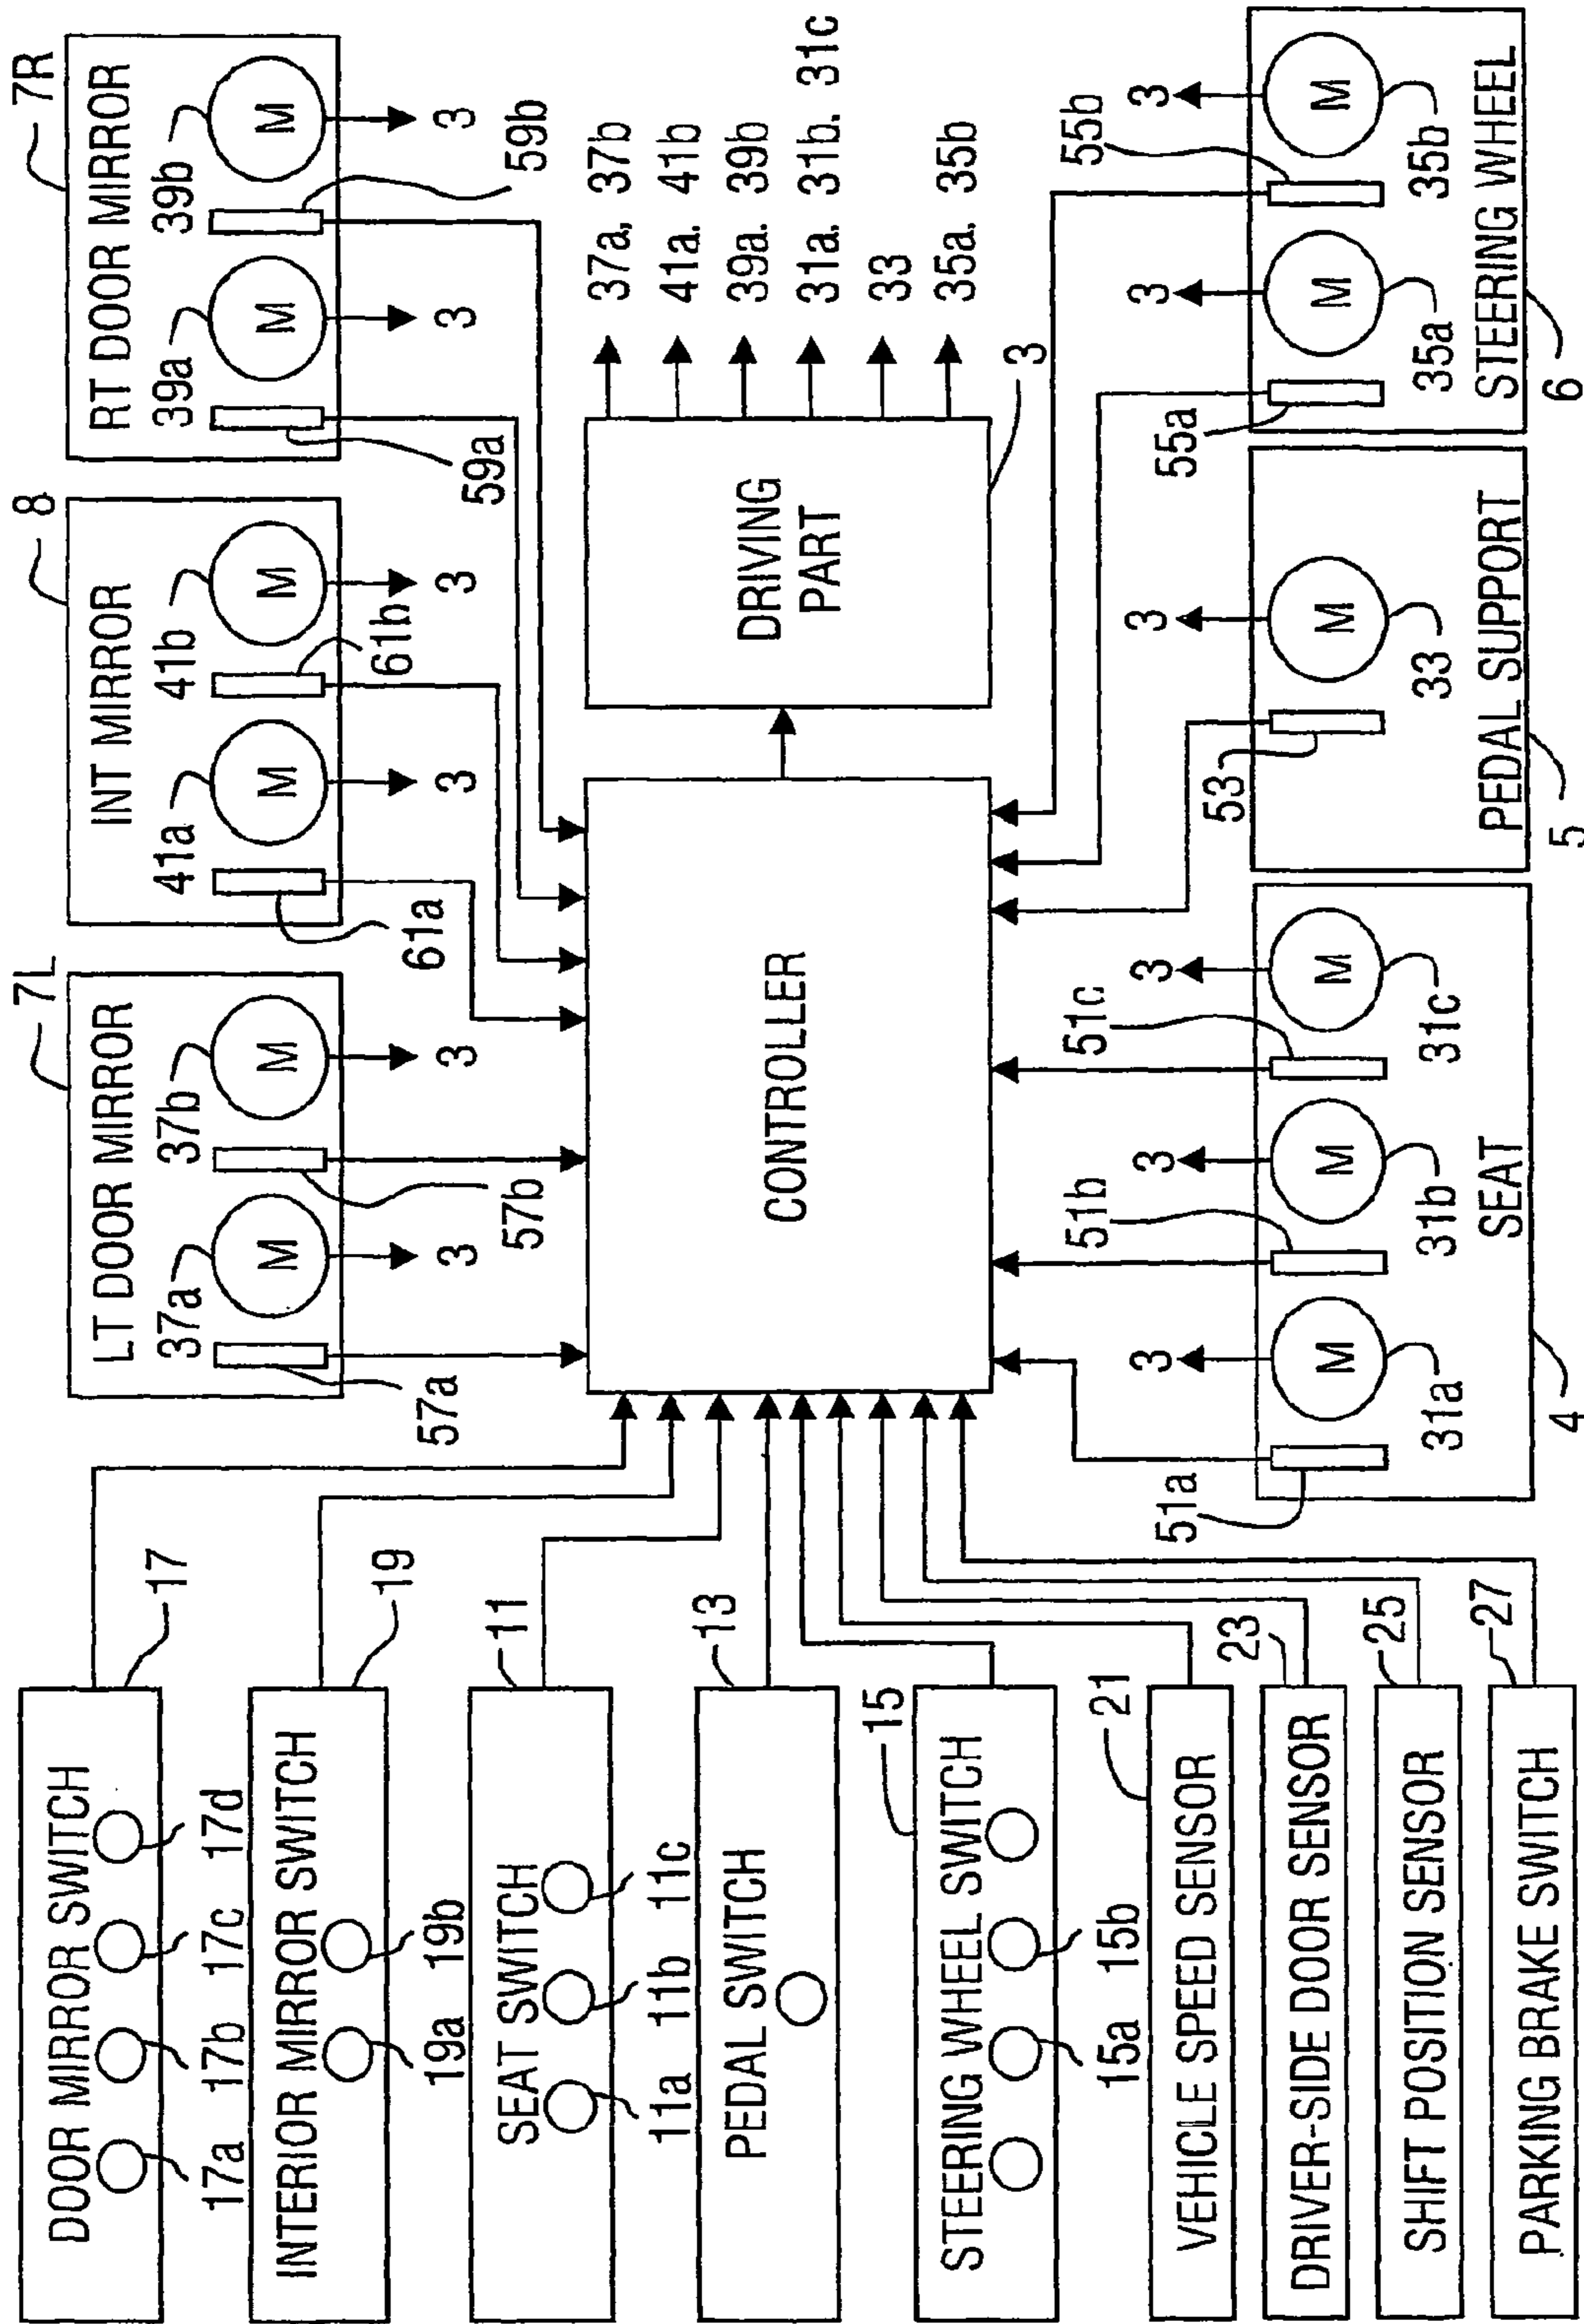 DOOR MIRROR SWITCH
17a 17b 17c 17d
17
INTERIOR MIRROR SWITCH
19a 19b
19
SEAT SWITCH
11a 11b 11c
11
PEDAL SWITCH
13
STEERING WHEEL SWITCH
15a 15b
15
VEHICLE SPEED SENSOR
21
DRIVER-SIDE DOOR SENSOR
23
SHIFT POSITION SENSOR
25
PARKING BRAKE SWITCH
27
7L
LT DOOR MIRROR
37a 37b
M M
57a 3 57b 3
8
INT MIRROR
41a 41b
M M
61a 3 61b 3
7R
RT DOOR MIRROR
39a 39b
M M
59a 3 59b 3
CONTROLLER
DRIVING
PART
3
37a. 37b
41a. 41b
39a. 39b
31a. 31b. 31c
33
35a. 35b
51a 3 51b 3 51c 3
M M M
31a 31b 31c
SEAT
4
53 3
M
33
PEDAL SUPPORT
5
55a 3 55b 3
M M
35a 35b
STEERING WHEEL
6